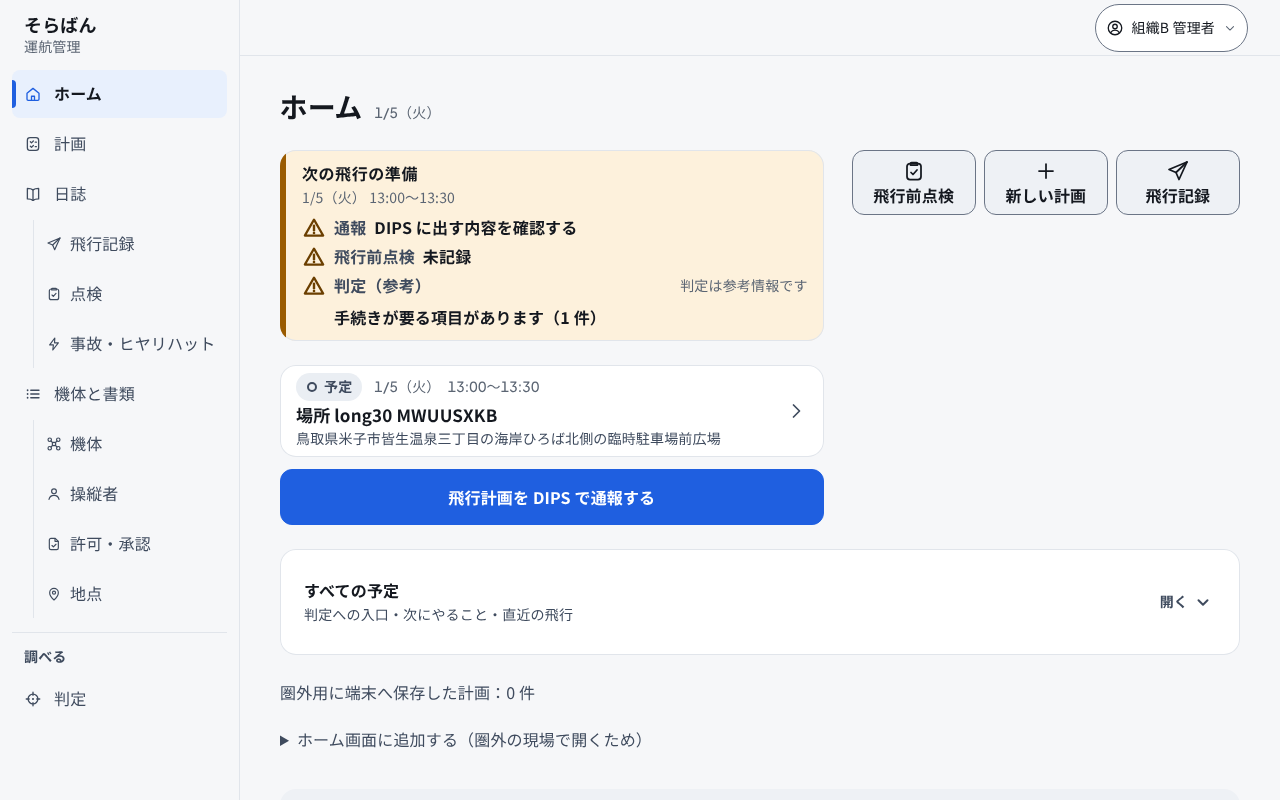 そらばん
運航管理
ホーム
計画
日誌
飛行記録
点検
事故・ヒヤリハット
機体と書類
機体
操縦者
許可・承認
地点
調べる
判定
組織B 管理者
ホーム 1/5（火）
次の飛行の準備
1/5（火） 13:00〜13:30
通報 DIPS に出す内容を確認する
飛行前点検 未記録
判定（参考） 判定は参考情報です
手続きが要る項目があります（1 件）
飛行前点検
新しい計画
飛行記録
予定 1/5（火） 13:00〜13:30
場所 long30 MWUUSXKB
鳥取県米子市皆生温泉三丁目の海岸ひろば北側の臨時駐車場前広場
飛行計画を DIPS で通報する
すべての予定
判定への入口・次にやること・直近の飛行
開く
圏外用に端末へ保存した計画：0 件
ホーム画面に追加する（圏外の現場で開くため）